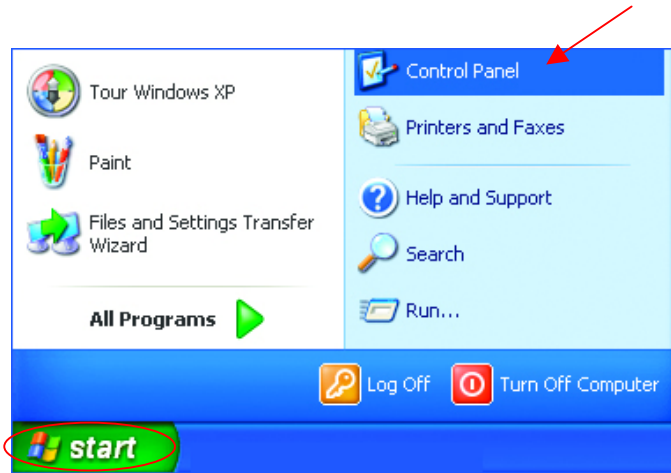 Tour Windows XP
Paint
Files and Settings Transfer
Wizard
All Programs
Control Panel
Printers and Faxes
Help and Support
Search
Run...
Log Off
Turn Off Computer
start